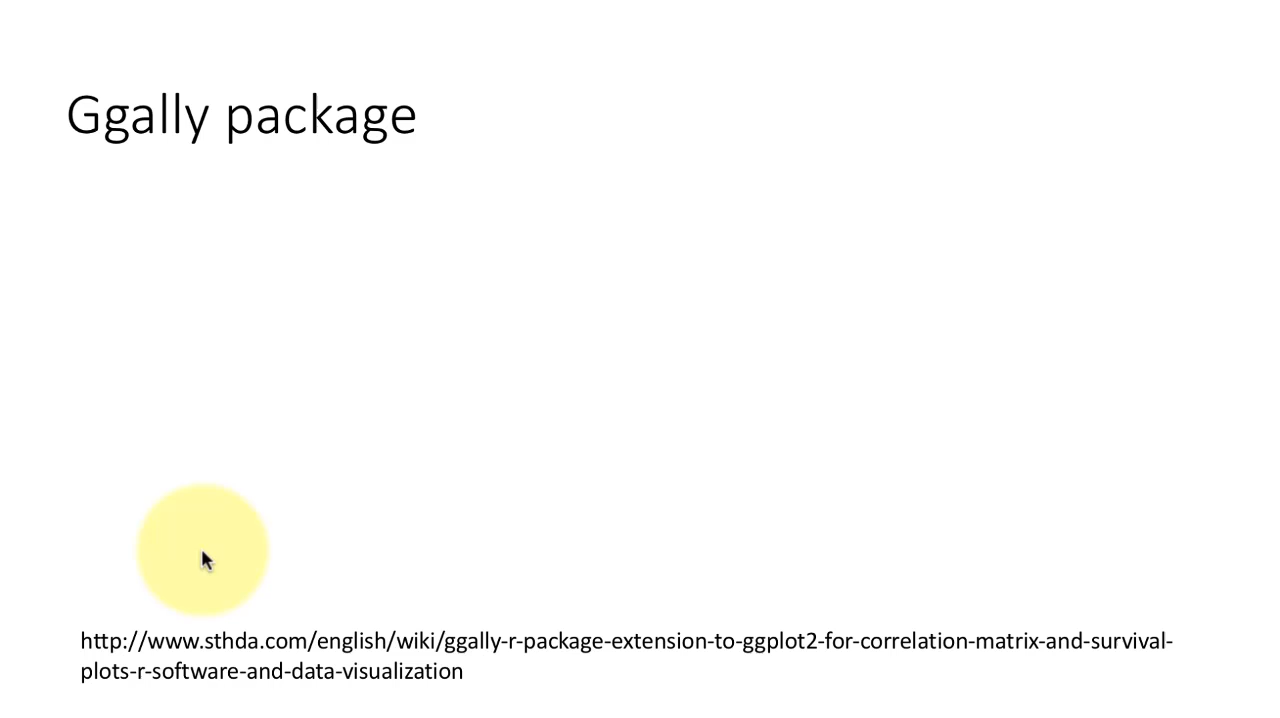 Ggally package
http://www.sthda.com/english/wiki/ggally-r-package-extension-to-ggplot2-for-correlation-matrix-and-survival-
plots-r-software-and-data-visualization